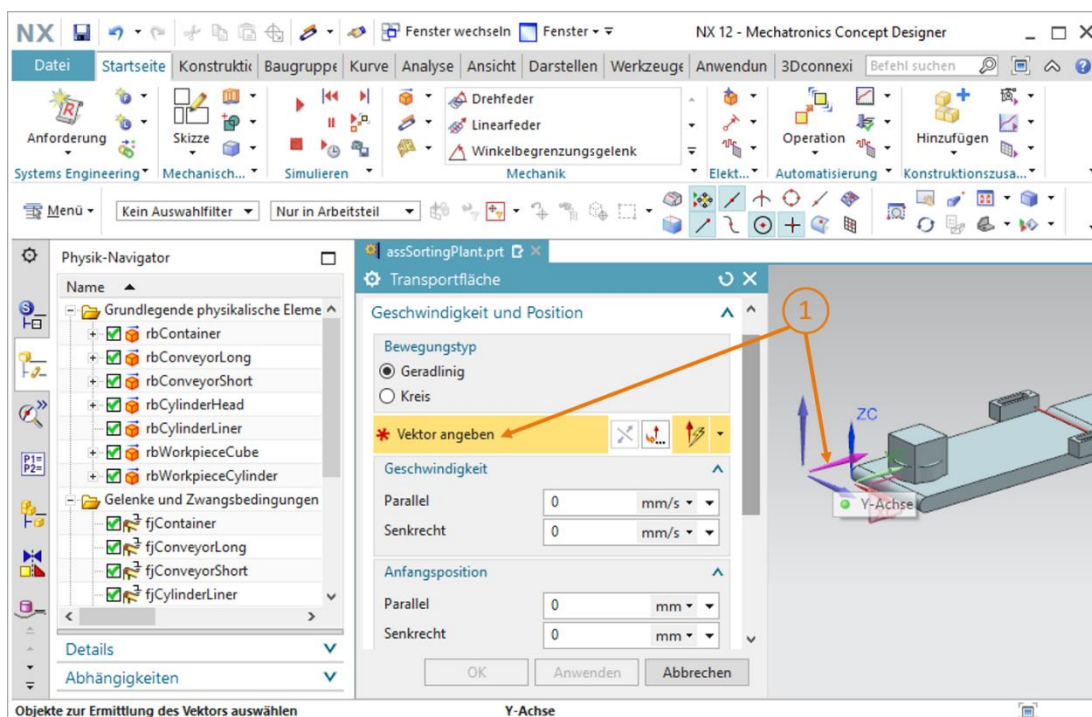 NX Fenster wechseln Fenster NX 12 - Mechatronics Concept Designer
Datei Startseite Konstruktic Baugruppe Kurve Analyse Ansicht Darstellen Werkzeuge Anwendun 3Dconnexi Befehl suchen
Drehfeder
Linearfeder
Anforderung Skizze Winkelbegrenzungsgelenk Operation Hinzufügen
Systems Engineering Mechanisch... Simulieren Mechanik Elekt... Automatisierung Konstruktionszusa...
Menü Kein Auswahlfilter Nur in Arbeitsteil
Physik-Navigator
Name
Grundlegende physikalische Eleme
rbContainer
rbConveyorLong
rbConveyorShort
rbCylinderHead
rbCylinderLiner
rbWorkpieceCube
rbWorkpieceCylinder
Gelenke und Zwangsbedingungen
fjContainer
fjConveyorLong
fjConveyorShort
fjCylinderLiner
Details
Abhängigkeiten
P1=
P2=
assSortingPlant.prt
Transportfläche
Geschwindigkeit und Position
Bewegungstyp
Geradlinig
Kreis
Vektor angeben
Geschwindigkeit
Parallel 0 mm/s
Senkrecht 0 mm/s
Anfangsposition
Parallel 0 mm
Senkrecht 0 mm
OK Anwenden Abbrechen
1
ZC
Y-Achse
Objekte zur Ermittlung des Vektors auswählen Y-Achse